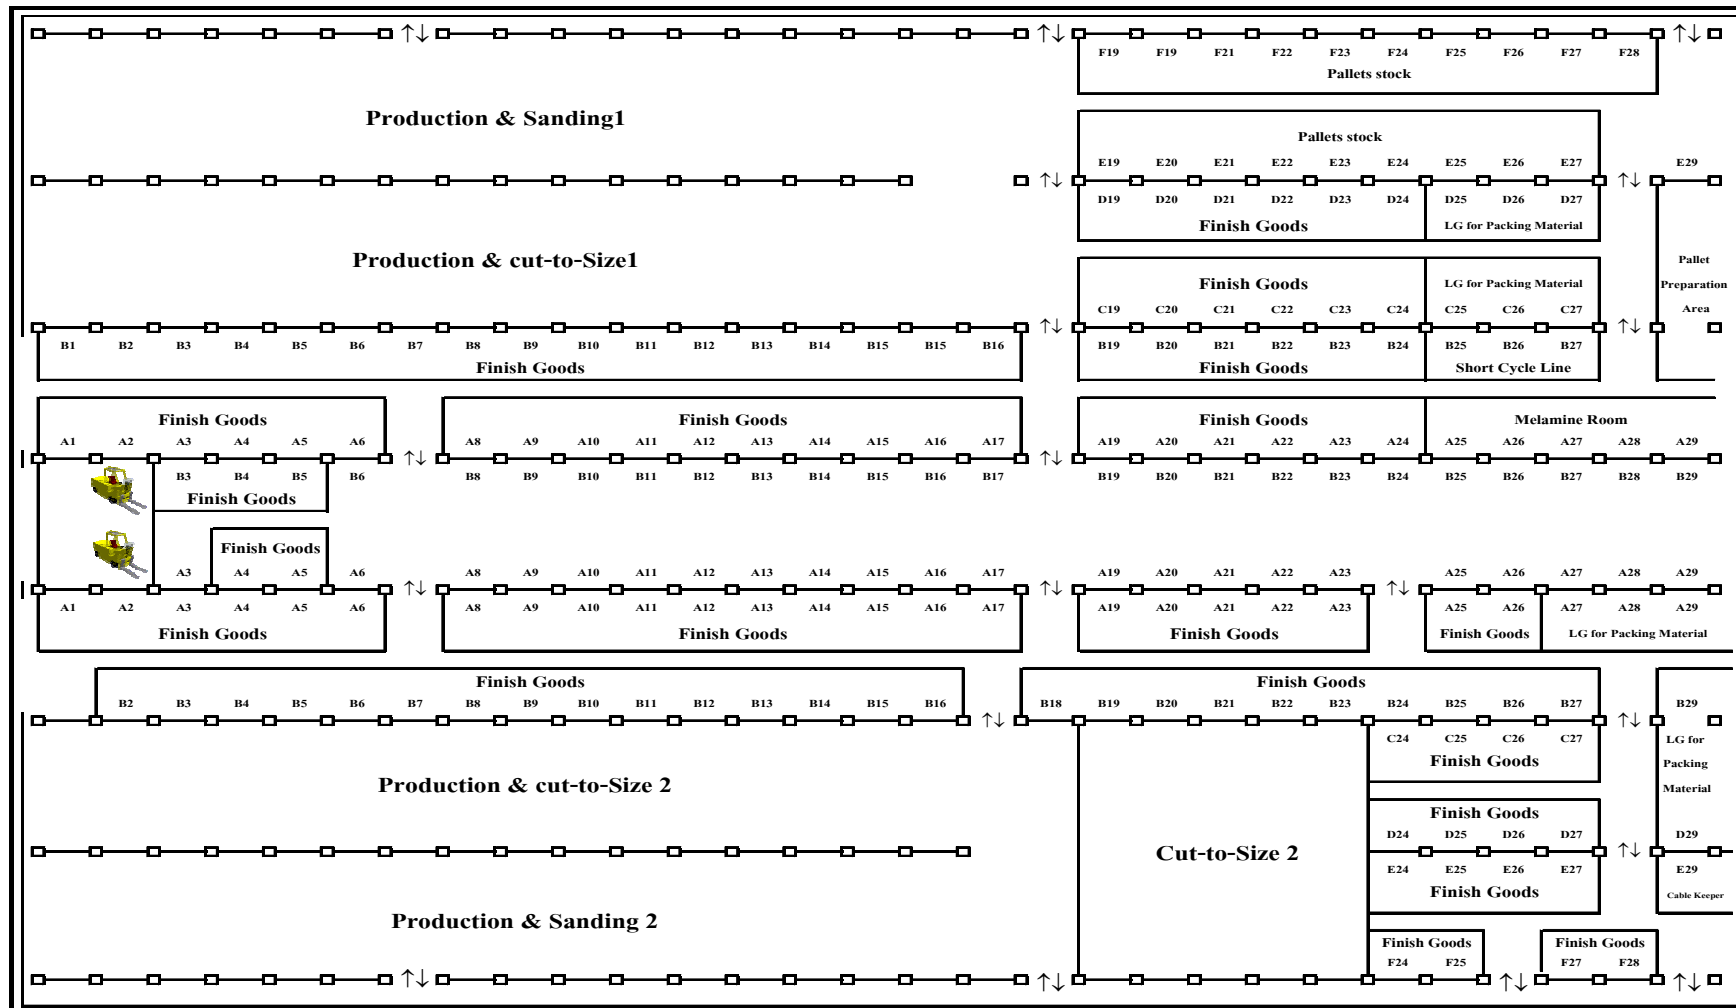 ↑↓ ↑↓ ↑↓
F19 F19 F21 F22 F23 F24 F25 F26 F27 F28
Pallets stock
Production & Sanding1
Pallets stock
E19 E20 E21 E22 E23 E24 E25 E26 E27 E29
↑↓ ↑↓
D19 D20 D21 D22 D23 D24 D25 D26 D27
Finish Goods LG for Packing Material
Production & cut-to-Size1
Pallet
Preparation
Area
Finish Goods LG for Packing Material
C19 C20 C21 C22 C23 C24 C25 C26 C27
↑↓ ↑↓
B1 B2 B3 B4 B5 B6 B7 B8 B9 B10 B11 B12 B13 B14 B15 B15 B16 B19 B20 B21 B22 B23 B24 B25 B26 B27
Finish Goods Finish Goods Short Cycle Line
Finish Goods Finish Goods Finish Goods Melamine Room
A1 A2 A3 A4 A5 A6 A8 A9 A10 A11 A12 A13 A14 A15 A16 A17 A19 A20 A21 A22 A23 A24 A25 A26 A27 A28 A29
↑↓ ↑↓
B3 B4 B5 B6 B8 B9 B10 B11 B12 B13 B14 B15 B16 B17 B19 B20 B21 B22 B23 B24 B25 B26 B27 B28 B29
Finish Goods
Finish Goods
A3 A4 A5 A6 A8 A9 A10 A11 A12 A13 A14 A15 A16 A17 A19 A20 A21 A22 A23 A25 A26 A27 A28 A29
↑↓ ↑↓ ↑↓
A1 A2 A3 A4 A5 A6 A8 A9 A10 A11 A12 A13 A14 A15 A16 A17 A19 A20 A21 A22 A23 A25 A26 A27 A28 A29
Finish Goods Finish Goods Finish Goods Finish Goods LG for Packing Material
Finish Goods Finish Goods
B2 B3 B4 B5 B6 B7 B8 B9 B10 B11 B12 B13 B14 B15 B16 B18 B19 B20 B21 B22 B23 B24 B25 B26 B27 B29
↑↓ ↑↓
C24 C25 C26 C27
Finish Goods
LG for
Packing
Material
Production & cut-to-Size 2
Finish Goods
D24 D25 D26 D27 D29
Cut-to-Size 2
↑↓
E24 E25 E26 E27 E29
Finish Goods Cable Keeper
Production & Sanding 2
Finish Goods Finish Goods
F24 F25 F27 F28
↑↓ ↑↓ ↑↓ ↑↓